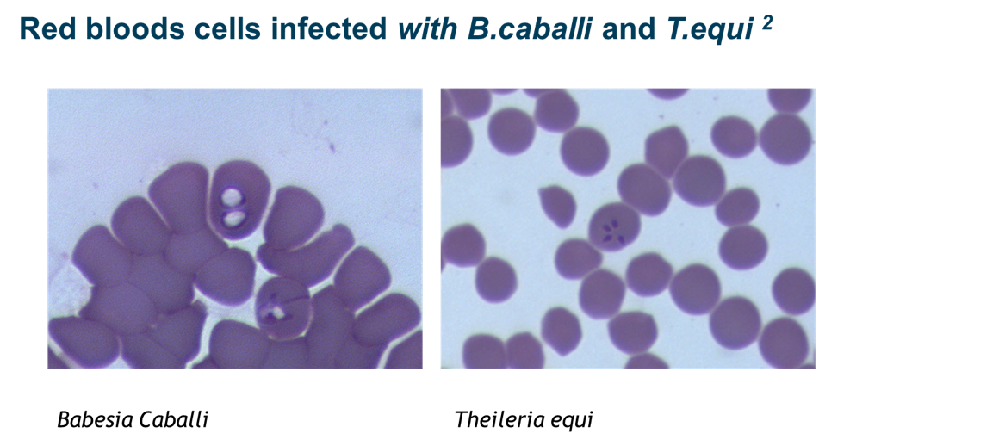 Red bloods cells infected with B.caballi and T.equi 2
Babesia Caballi
Theileria equi